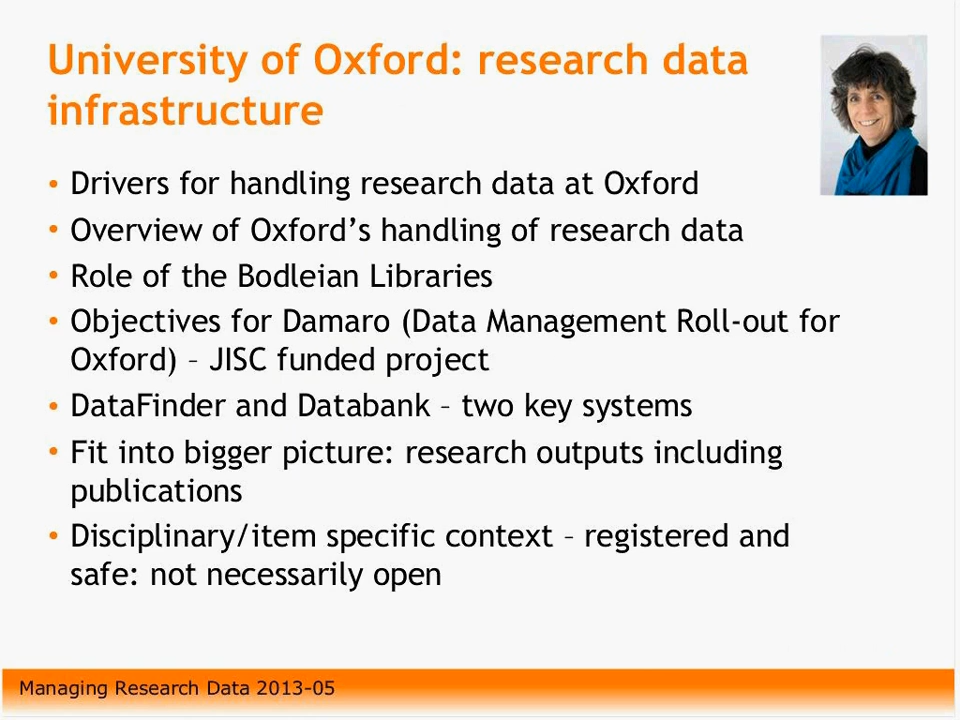 University of Oxford: research data
infrastructure
• Drivers for handling research data at Oxford
• Overview of Oxford’s handling of research data
• Role of the Bodleian Libraries
• Objectives for Damaro (Data Management Roll-out for
Oxford) – JISC funded project
• DataFinder and Databank – two key systems
• Fit into bigger picture: research outputs including
publications
• Disciplinary/item specific context – registered and
safe: not necessarily open
Managing Research Data 2013-05